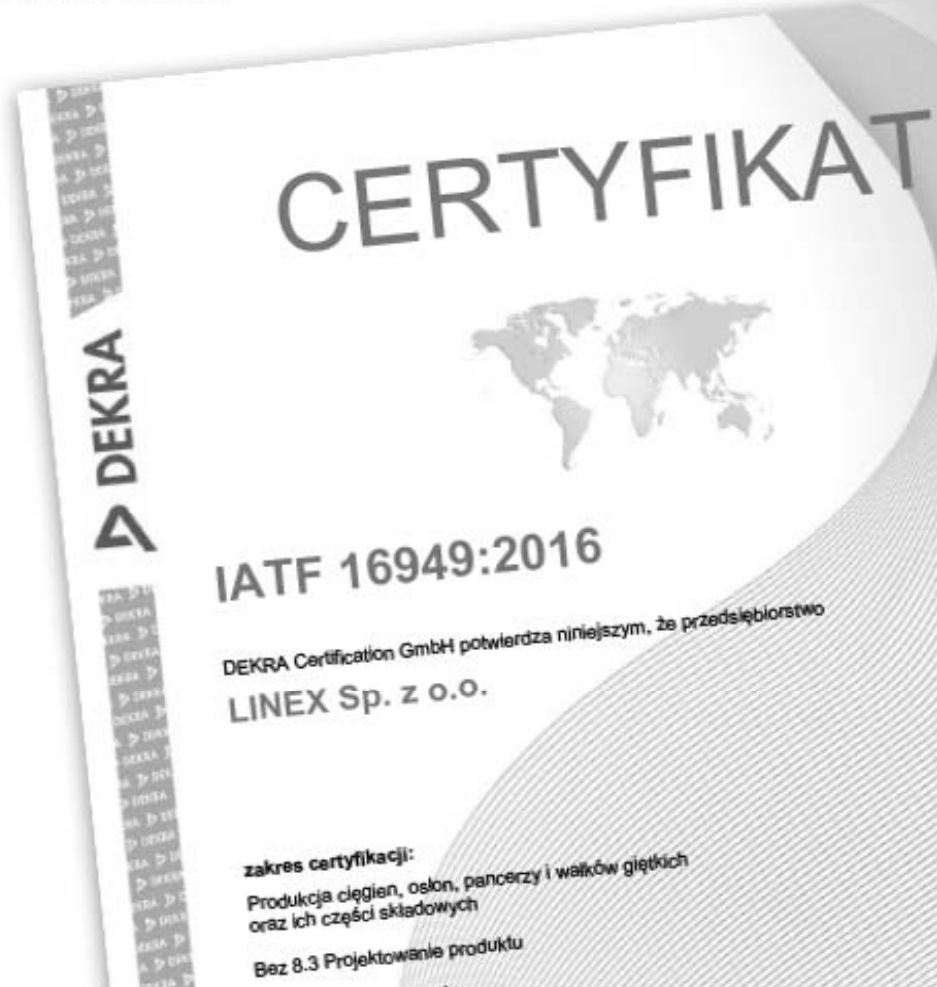 CERTYFIKAT
DEKRA
IATF 16949:2016
DEKRA Certification GmbH potwierdza niniejszym, że przedsiębiorstwo
LINEX Sp. z o.o.
zakres certyfikacji:
Produkcja cięgien, osłon, pancerzy i wałków giętkich
oraz ich części składowych
Bez 8.3 Projektowanie produktu